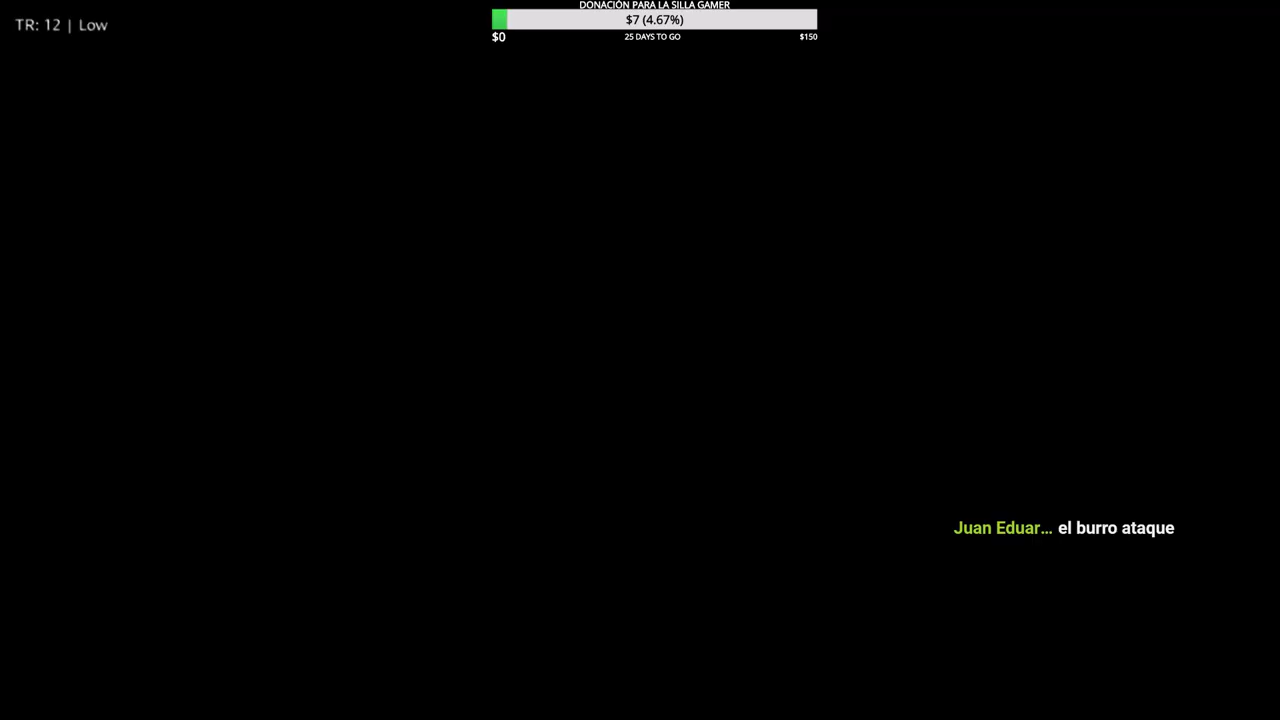 DONACIÓN PARA LA SILLA GAMER
TR: 12 | Low
$7 (4.67%)
$0
25 DAYS TO GO
$150
Juan Eduar... el burro ataque